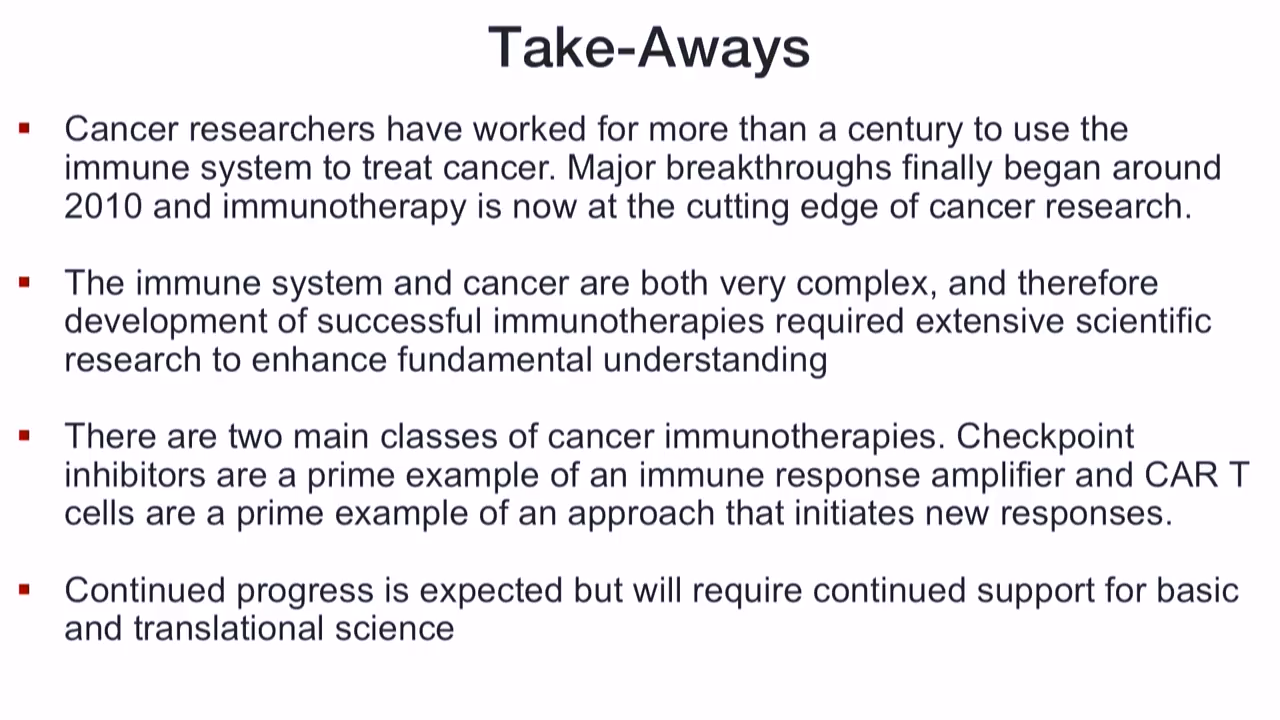 Take-Aways
Cancer researchers have worked for more than a century to use the
immune system to treat cancer. Major breakthroughs finally began around
2010 and immunotherapy is now at the cutting edge of cancer research.
The immune system and cancer are both very complex, and therefore
development of successful immunotherapies required extensive scientific
research to enhance fundamental understanding
There are two main classes of cancer immunotherapies. Checkpoint
inhibitors are a prime example of an immune response amplifier and CAR T
cells are a prime example of an approach that initiates new responses.
Continued progress is expected but will require continued support for basic
and translational science